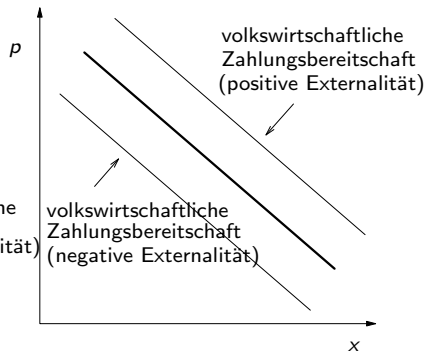 p
volkswirtschaftliche
Zahlungsbereitschaft
(positive Externalität)
volkswirtschaftliche
Zahlungsbereitschaft
(negative Externalität)
x